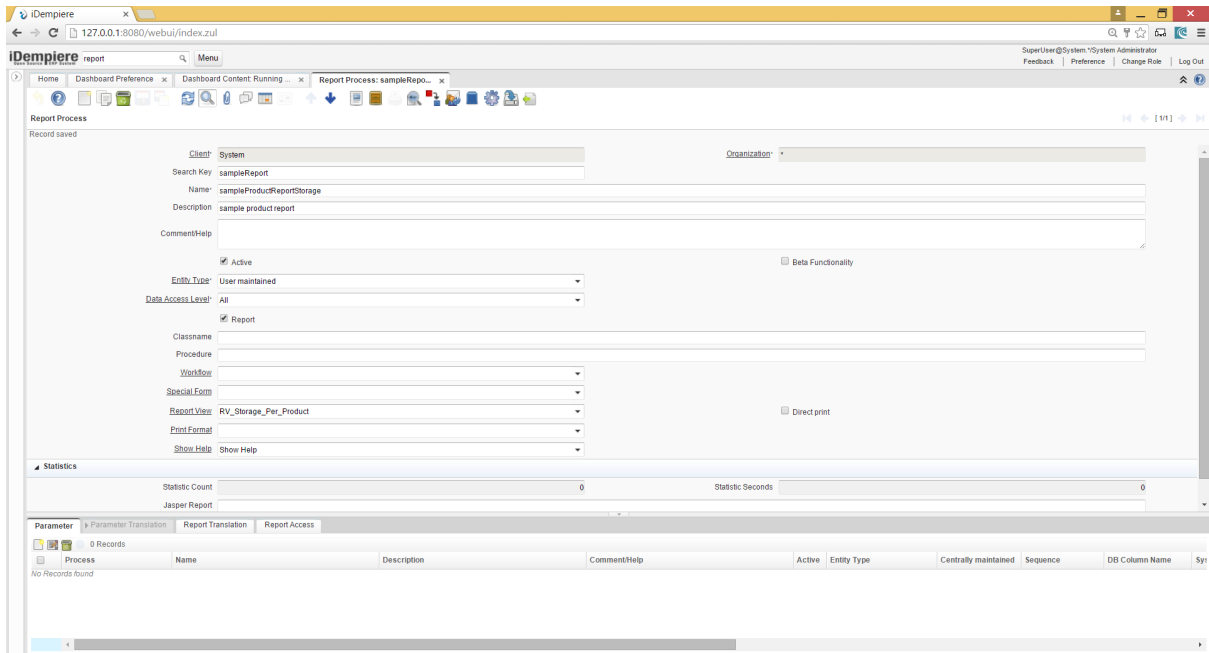 iDempiere
127.0.0.1:8080/webui/index.zul
SuperUser@System.*/System Administrator
iDempiere report Menu
Feedback | Preference | Change Role | Log Out
Home Dashboard Preference Dashboard Content: Running ... Report Process: sampleRepo...
Report Process [1/1]
Record saved
Client* System Organization* *
Search Key sampleReport
Name* sampleProductReportStorage
Description sample product report
Comment/Help
Active Beta Functionality
Entity Type* User maintained
Data Access Level* All
Report
Classname
Procedure
Workflow
Special Form
Report View RV_Storage_Per_Product Direct print
Print Format
Show Help Show Help
Statistics
Statistic Count 0 Statistic Seconds 0
Jasper Report
Parameter Parameter Translation Report Translation Report Access
0 Records
Process Name Description Comment/Help Active Entity Type Centrally maintained Sequence DB Column Name Sys
No Records found